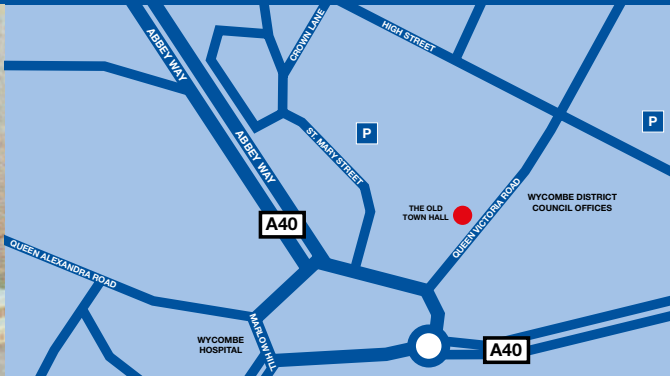 ABBEY WAY
CROWN LANE
HIGH STREET
P
P
ABBEY WAY
ST. MARY STREET
A40
THE OLD
TOWN HALL
QUEEN VICTORIA ROAD
WYCOMBE DISTRICT
COUNCIL OFFICES
QUEEN ALEXANDRA ROAD
WYCOMBE
HOSPITAL
MARLOW HILL
A40